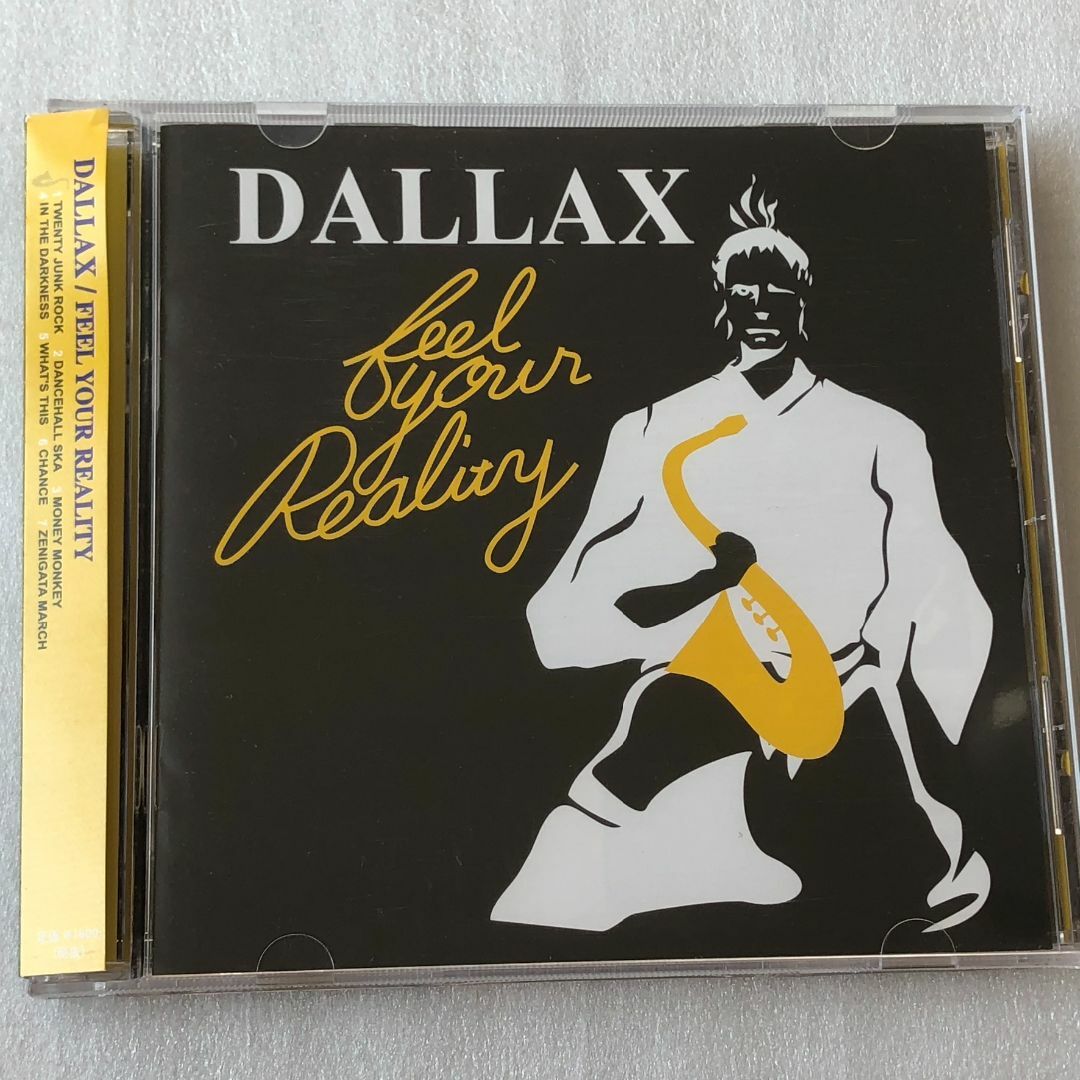 DALLAX
feel
your
Reality
DALLAX / FEEL YOUR REALITY
1 TWENTY JUNK ROCK 2 DANCEHALL SKA 3 MONEY MONKEY
4 IN THE DARKNESS 5 WHAT'S THIS 6 CHANCE 7 ZENIGATA MARCH